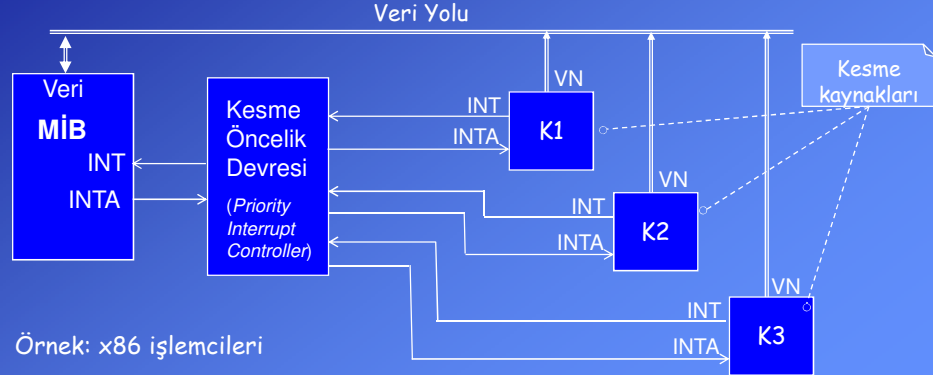 Veri Yolu
Veri
MİB
INT
INTA
Kesme
Öncelik
Devresi
(Priority
Interrupt
Controller)
INT
INTA
VN
K1
INT
INTA
VN
K2
INT
INTA
VN
K3
Kesme
kaynakları
Örnek: x86 işlemcileri